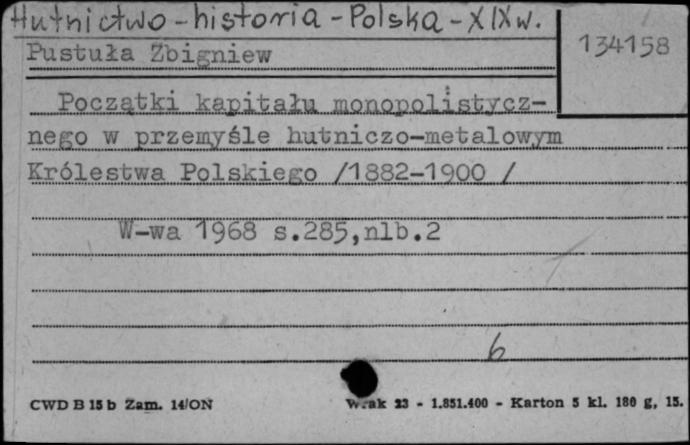 Hutnictwo - historia - Polska - XIX w.
134158
Pustuła Zbigniew
Początki kapitału monopolistycz-
nego w przemyśle hutniczo-metalowym
Królestwa Polskiego /1882-1900 /
W-wa 1968 s.285,nlb.2
6
CWD B 15 b Zam. 14/ON
23 - 1.851.400 - Karton 5 kl. 180 g, 15.